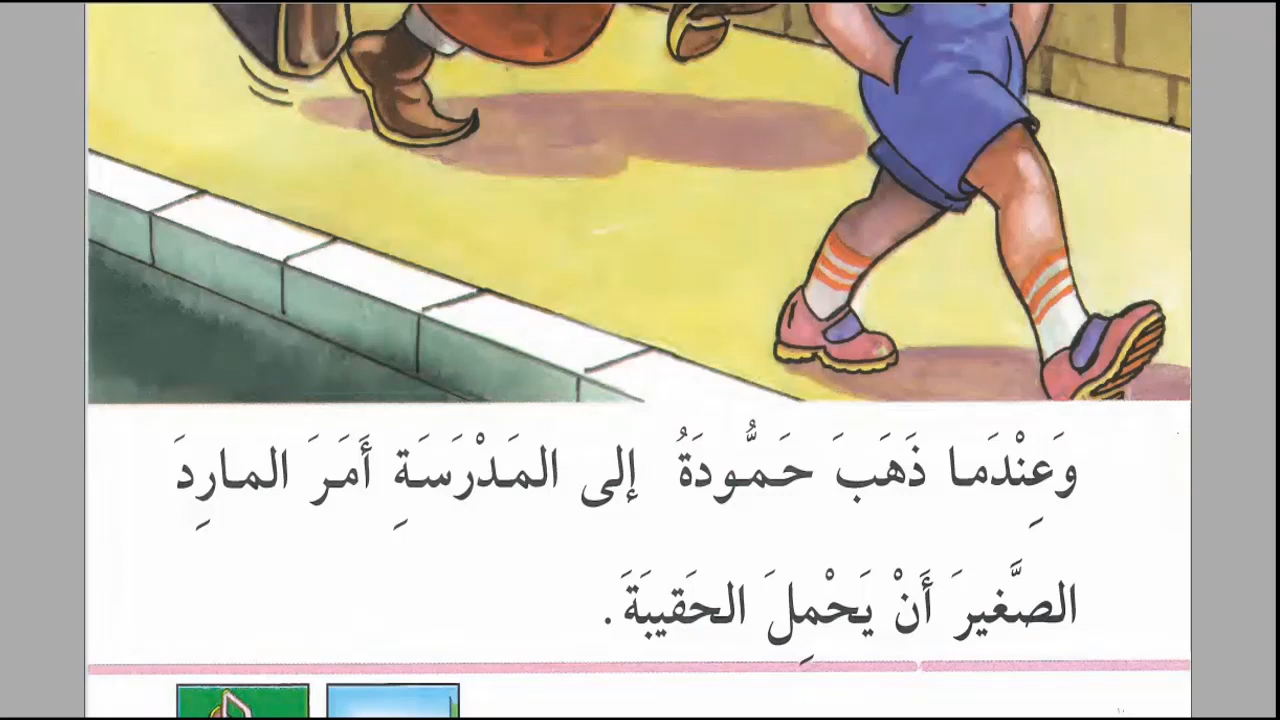 وَعِنْدَما ذَهَبَ حَمُّودَةُ إلى المَدْرَسَةِ أَمَرَ المارِدَ
الصَّغيرَ أَنْ يَحْمِلَ الحَقيبَةَ.